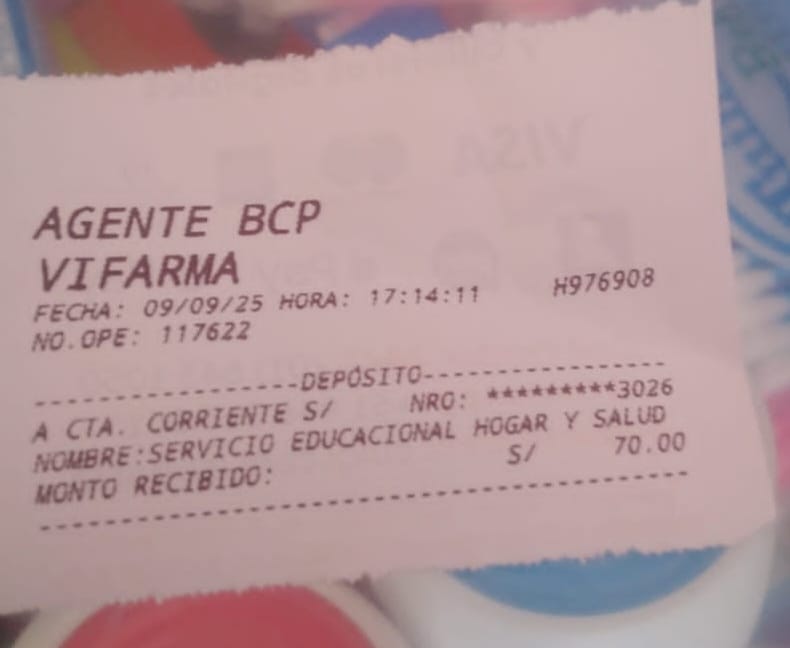 AGENTE BCP
VIFARMA
FECHA: 09/09/25 HORA: 17:14:11 H976908
NO.OPE: 117622
--------------------DEPÓSITO--------------------
A CTA. CORRIENTE S/ NRO: *********3026
NOMBRE:SERVICIO EDUCACIONAL HOGAR Y SALUD
MONTO RECIBIDO: S/ 70.00